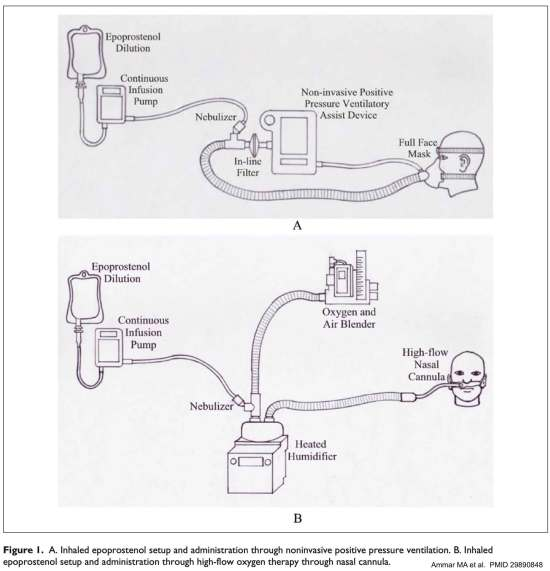 Epoprostenol
Dilution
Continuous
Infusion
Pump
Nebulizer
In-line
Filter
Non-invasive Positive
Pressure Ventilatory
Assist Device
Full Face
Mask
A
Epoprostenol
Dilution
Continuous
Infusion
Pump
Nebulizer
Oxygen and
Air Blender
High-flow
Nasal
Cannula
Heated
Humidifier
B
Figure 1. A. Inhaled epoprostenol setup and administration through noninvasive positive pressure ventilation. B. Inhaled
epoprostenol setup and administration through high-flow oxygen therapy through nasal cannula.
Ammar MA et al. PMID 29890848